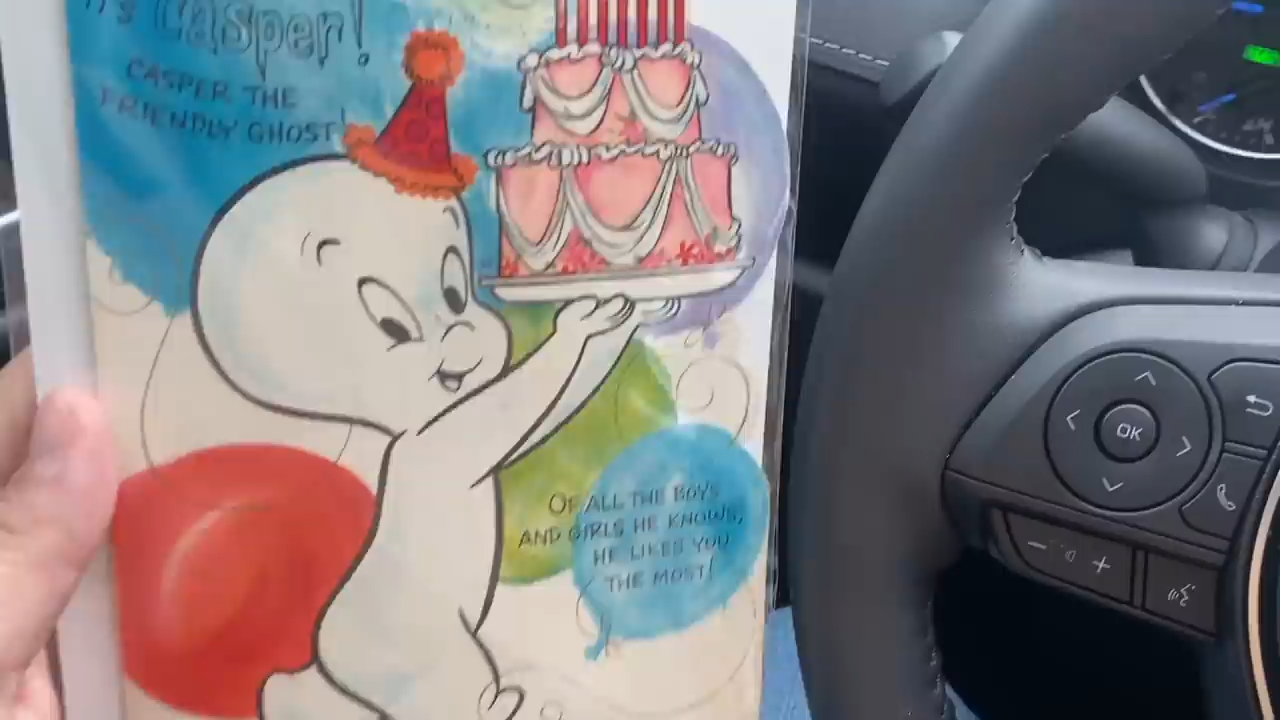 It's Casper!
CASPER THE
FRIENDLY GHOST!
OF ALL THE BOYS
AND GIRLS HE KNOWS,
HE LIKES YOU
THE MOST!
OK